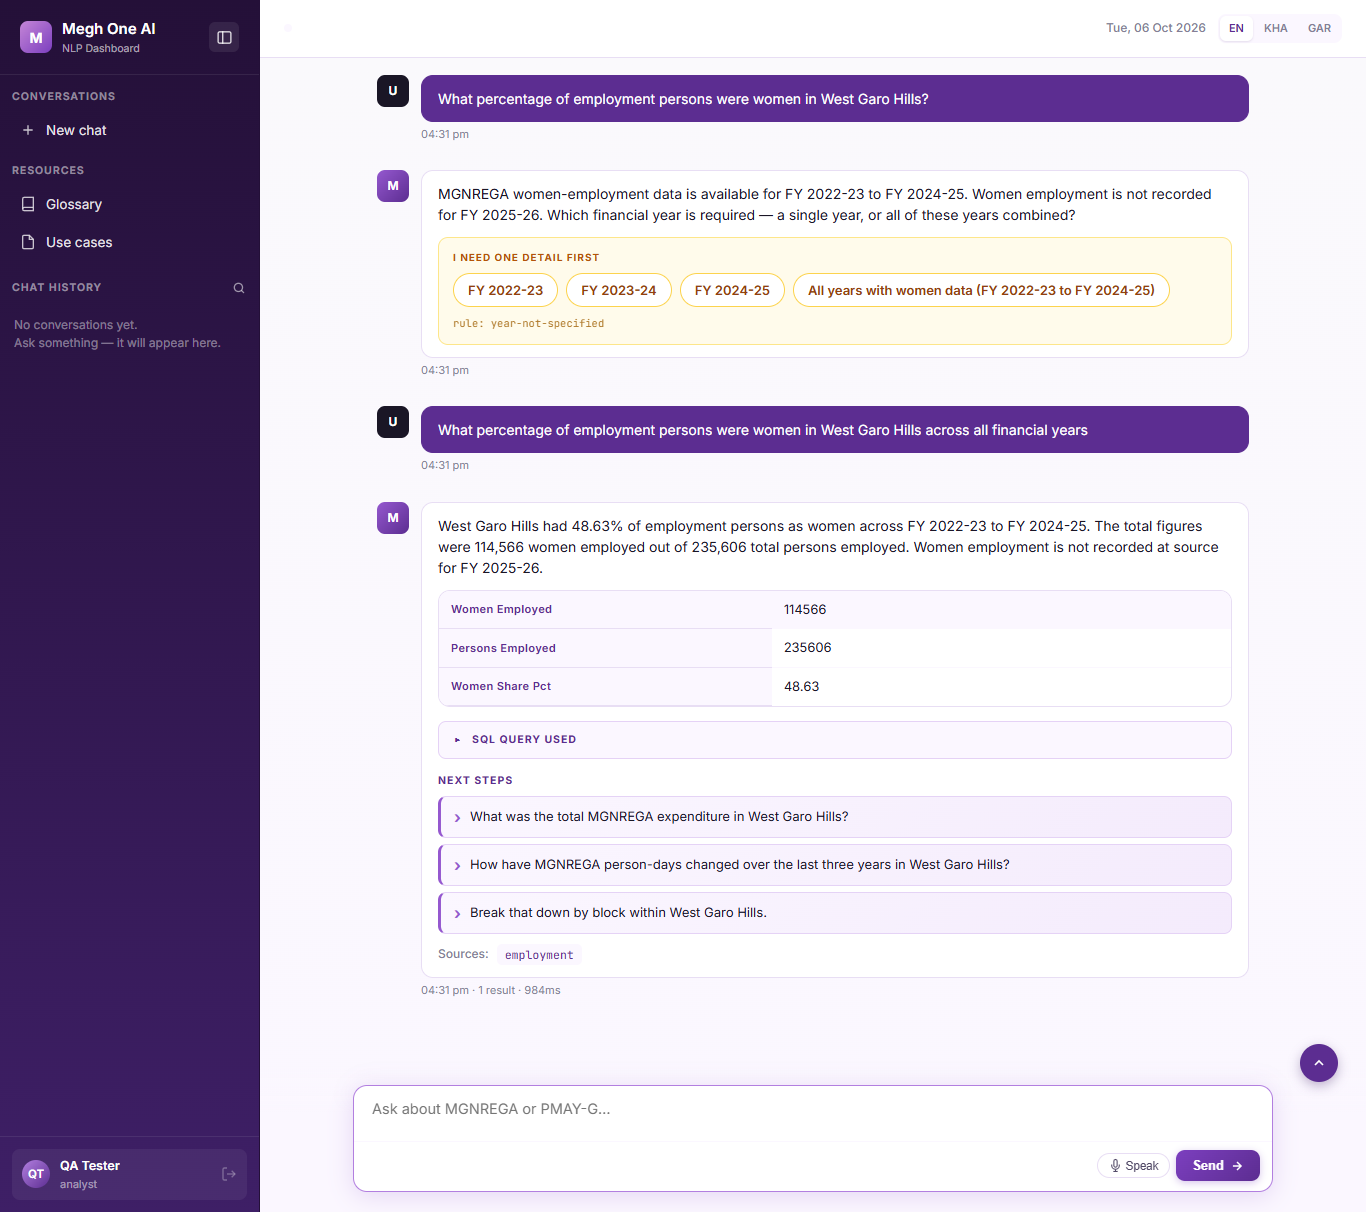 M
Megh One AI
NLP Dashboard
CONVERSATIONS
New chat
RESOURCES
Glossary
Use cases
CHAT HISTORY
No conversations yet.
Ask something — it will appear here.
QT
QA Tester
analyst
Tue, 06 Oct 2026
EN
KHA
GAR
U
What percentage of employment persons were women in West Garo Hills?
04:31 pm
M
MGNREGA women-employment data is available for FY 2022-23 to FY 2024-25. Women employment is not recorded
for FY 2025-26. Which financial year is required — a single year, or all of these years combined?
I NEED ONE DETAIL FIRST
FY 2022-23
FY 2023-24
FY 2024-25
All years with women data (FY 2022-23 to FY 2024-25)
rule: year-not-specified
04:31 pm
U
What percentage of employment persons were women in West Garo Hills across all financial years
04:31 pm
M
West Garo Hills had 48.63% of employment persons as women across FY 2022-23 to FY 2024-25. The total figures
were 114,566 women employed out of 235,606 total persons employed. Women employment is not recorded at source
for FY 2025-26.
Women Employed 114566
Persons Employed 235606
Women Share Pct 48.63
SQL QUERY USED
NEXT STEPS
What was the total MGNREGA expenditure in West Garo Hills?
How have MGNREGA person-days changed over the last three years in West Garo Hills?
Break that down by block within West Garo Hills.
Sources: employment
04:31 pm · 1 result · 984ms
Ask about MGNREGA or PMAY-G...
Speak
Send →